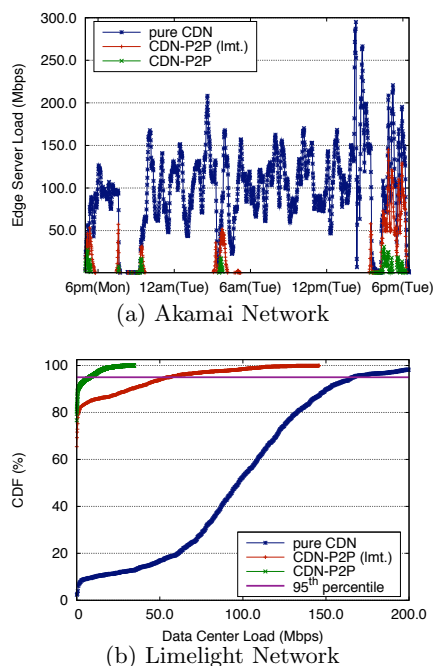 pure CDN
CDN-P2P (lmt.)
CDN-P2P
300.0
250.0
200.0
150.0
100.0
50.0
Edge Server Load (Mbps)
6pm(Mon) 12am(Tue) 6am(Tue) 12pm(Tue) 6pm(Tue)
(a) Akamai Network
100
80
60
40
20
0
CDF (%)
pure CDN
CDN-P2P (lmt.)
CDN-P2P
95th percentile
0 50.0 100.0 150.0 200.0
Data Center Load (Mbps)
(b) Limelight Network